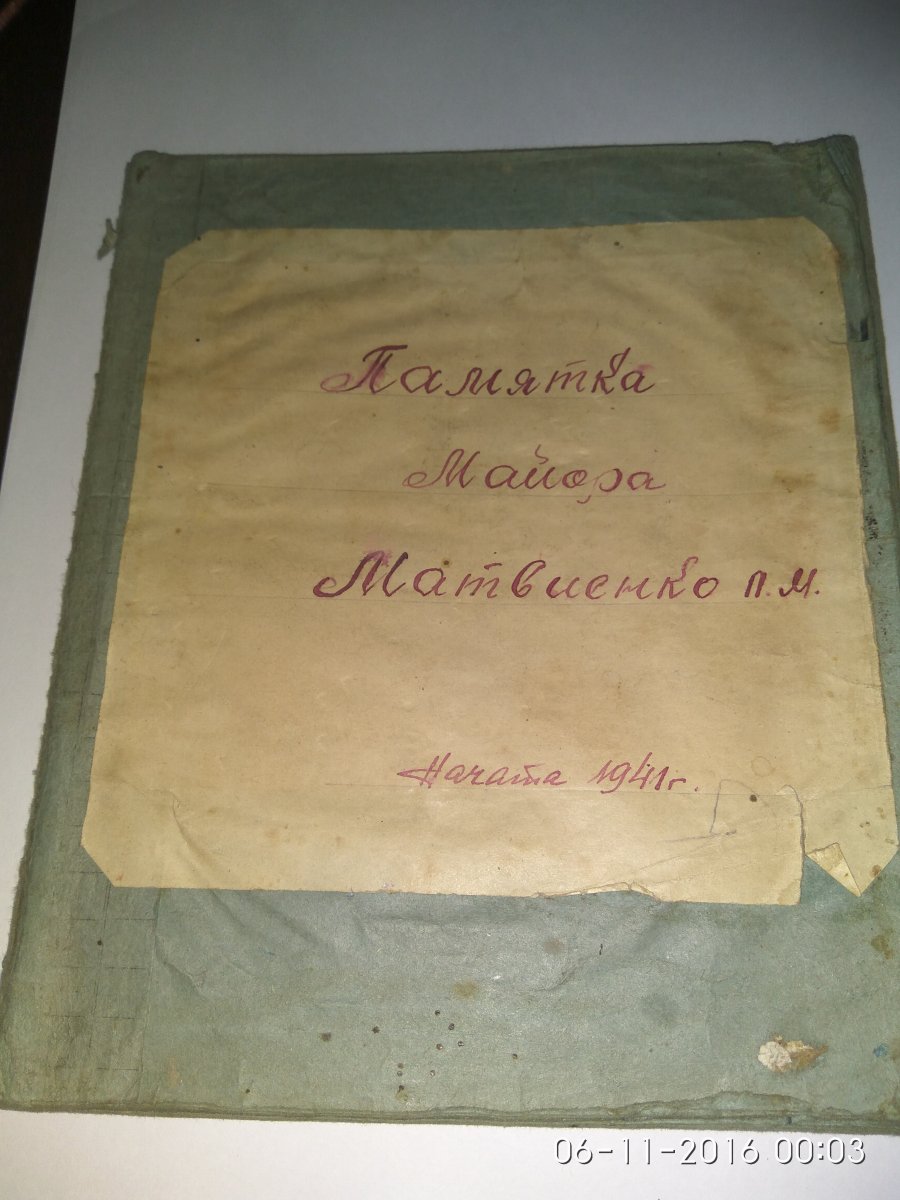 Памятка
Майора
Матвиенко П.М.
Начата 1941г.
06-11-2016 00:03